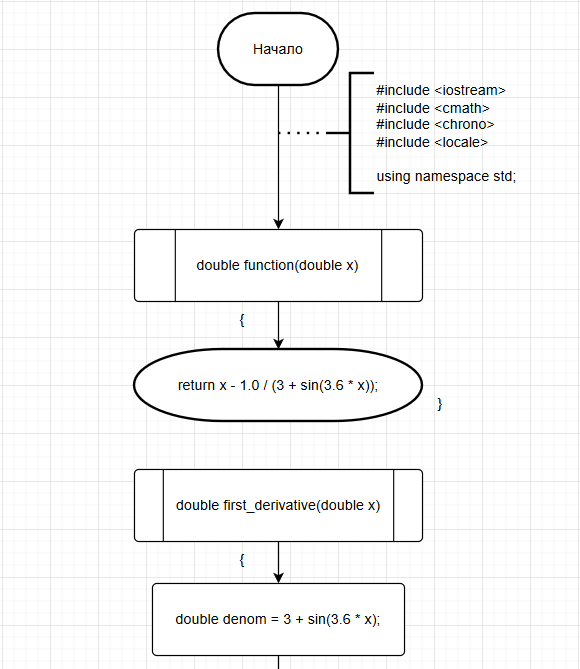 Начало
#include <iostream>
#include <cmath>
#include <chrono>
#include <locale>
using namespace std;
double function(double x)
{
return x - 1.0 / (3 + sin(3.6 * x));
}
double first_derivative(double x)
{
double denom = 3 + sin(3.6 * x);